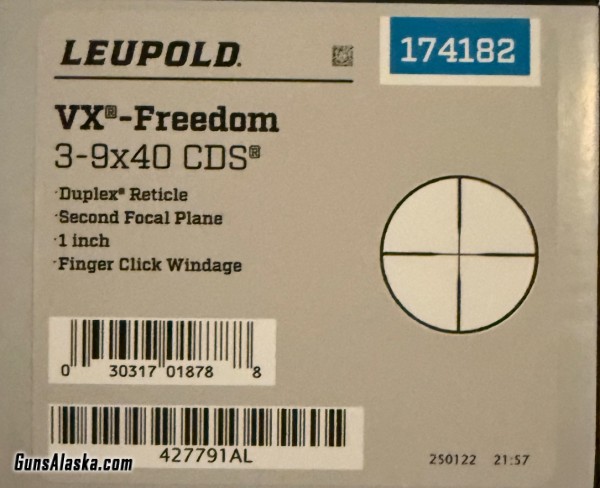 LEUPOLD.
174182
VX®-Freedom
3-9x40 CDS®
·Duplex® Reticle
·Second Focal Plane
·1 inch
·Finger Click Windage
0 30317 01878 8
427791AL
250122 21:57
GunsAlaska.com